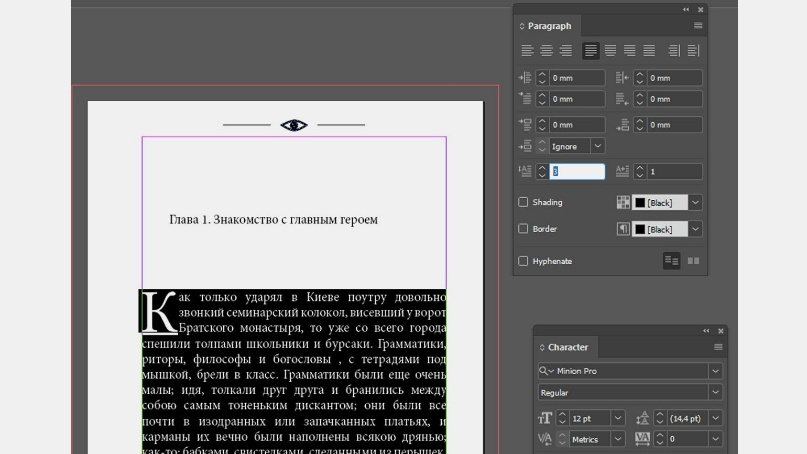 Paragraph
0 mm
0 mm
0 mm
0 mm
0 mm
0 mm
Ignore
3
1
Shading
[Black]
Border
[Black]
Hyphenate
Глава 1. Знакомство с главным героем
Как только ударял в Киеве поутру довольно
звонкий семинарский колокол, висевший у ворот
Братского монастыря, то уже со всего города
спешили толпами школьники и бурсаки. Грамматики,
риторы, философы и богословы , с тетрадями под
мышкой, брели в класс. Грамматики были еще очень
малы; идя, толкали друг друга и бранились между
собою самым тоненьким дискантом; они были все
почти в изодранных или запачканных платьях, и
карманы их вечно были наполнены всякою дрянью;
как-то: бабками, свистелками, сделанными из перышек,
Character
Minion Pro
Regular
12 pt
(14,4 pt)
Metrics
0